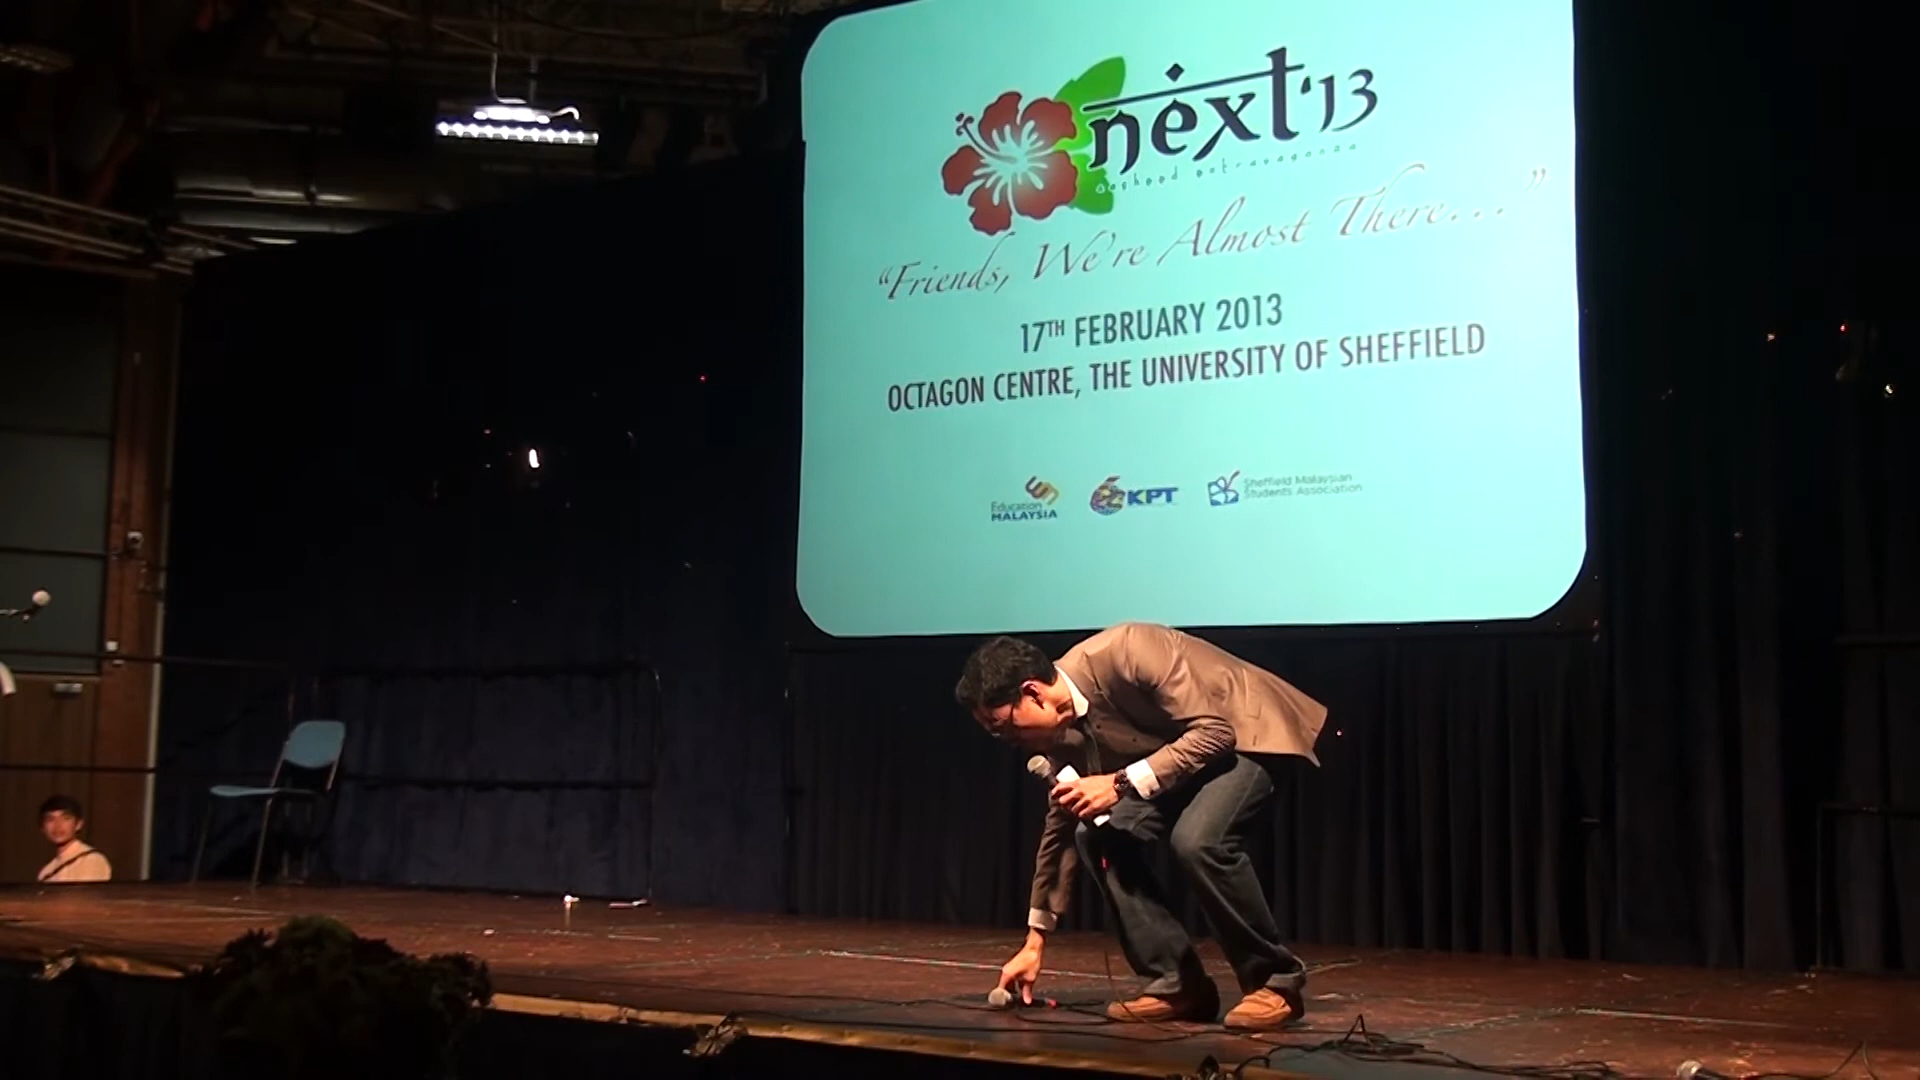 next'13
"Friends, We're Almost There..."
17TH FEBRUARY 2013
OCTAGON CENTRE, THE UNIVERSITY OF SHEFFIELD
Education
MALAYSIA
KPT
Sheffield Malaysian
Students Association